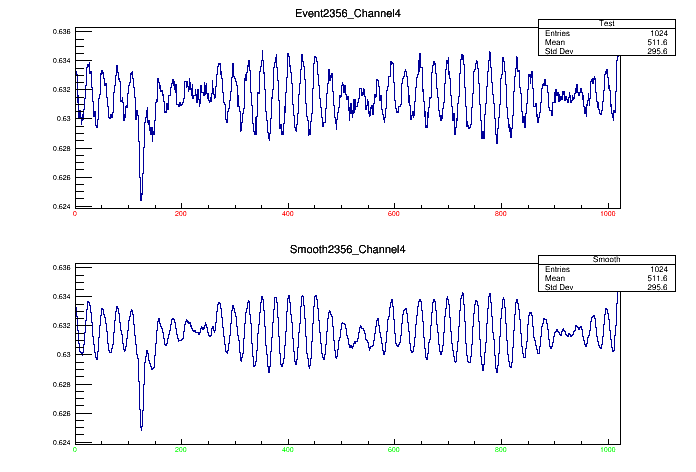 Event2356_Channel4
Test
Entries 1024
Mean 511.6
Std Dev 295.6
0.636
0.634
0.632
0.63
0.628
0.626
0.624
0 200 400 600 800 1000
Smooth2356_Channel4
Smooth
Entries 1024
Mean 511.6
Std Dev 295.6
0.636
0.634
0.632
0.63
0.628
0.626
0.624
0 200 400 600 800 1000